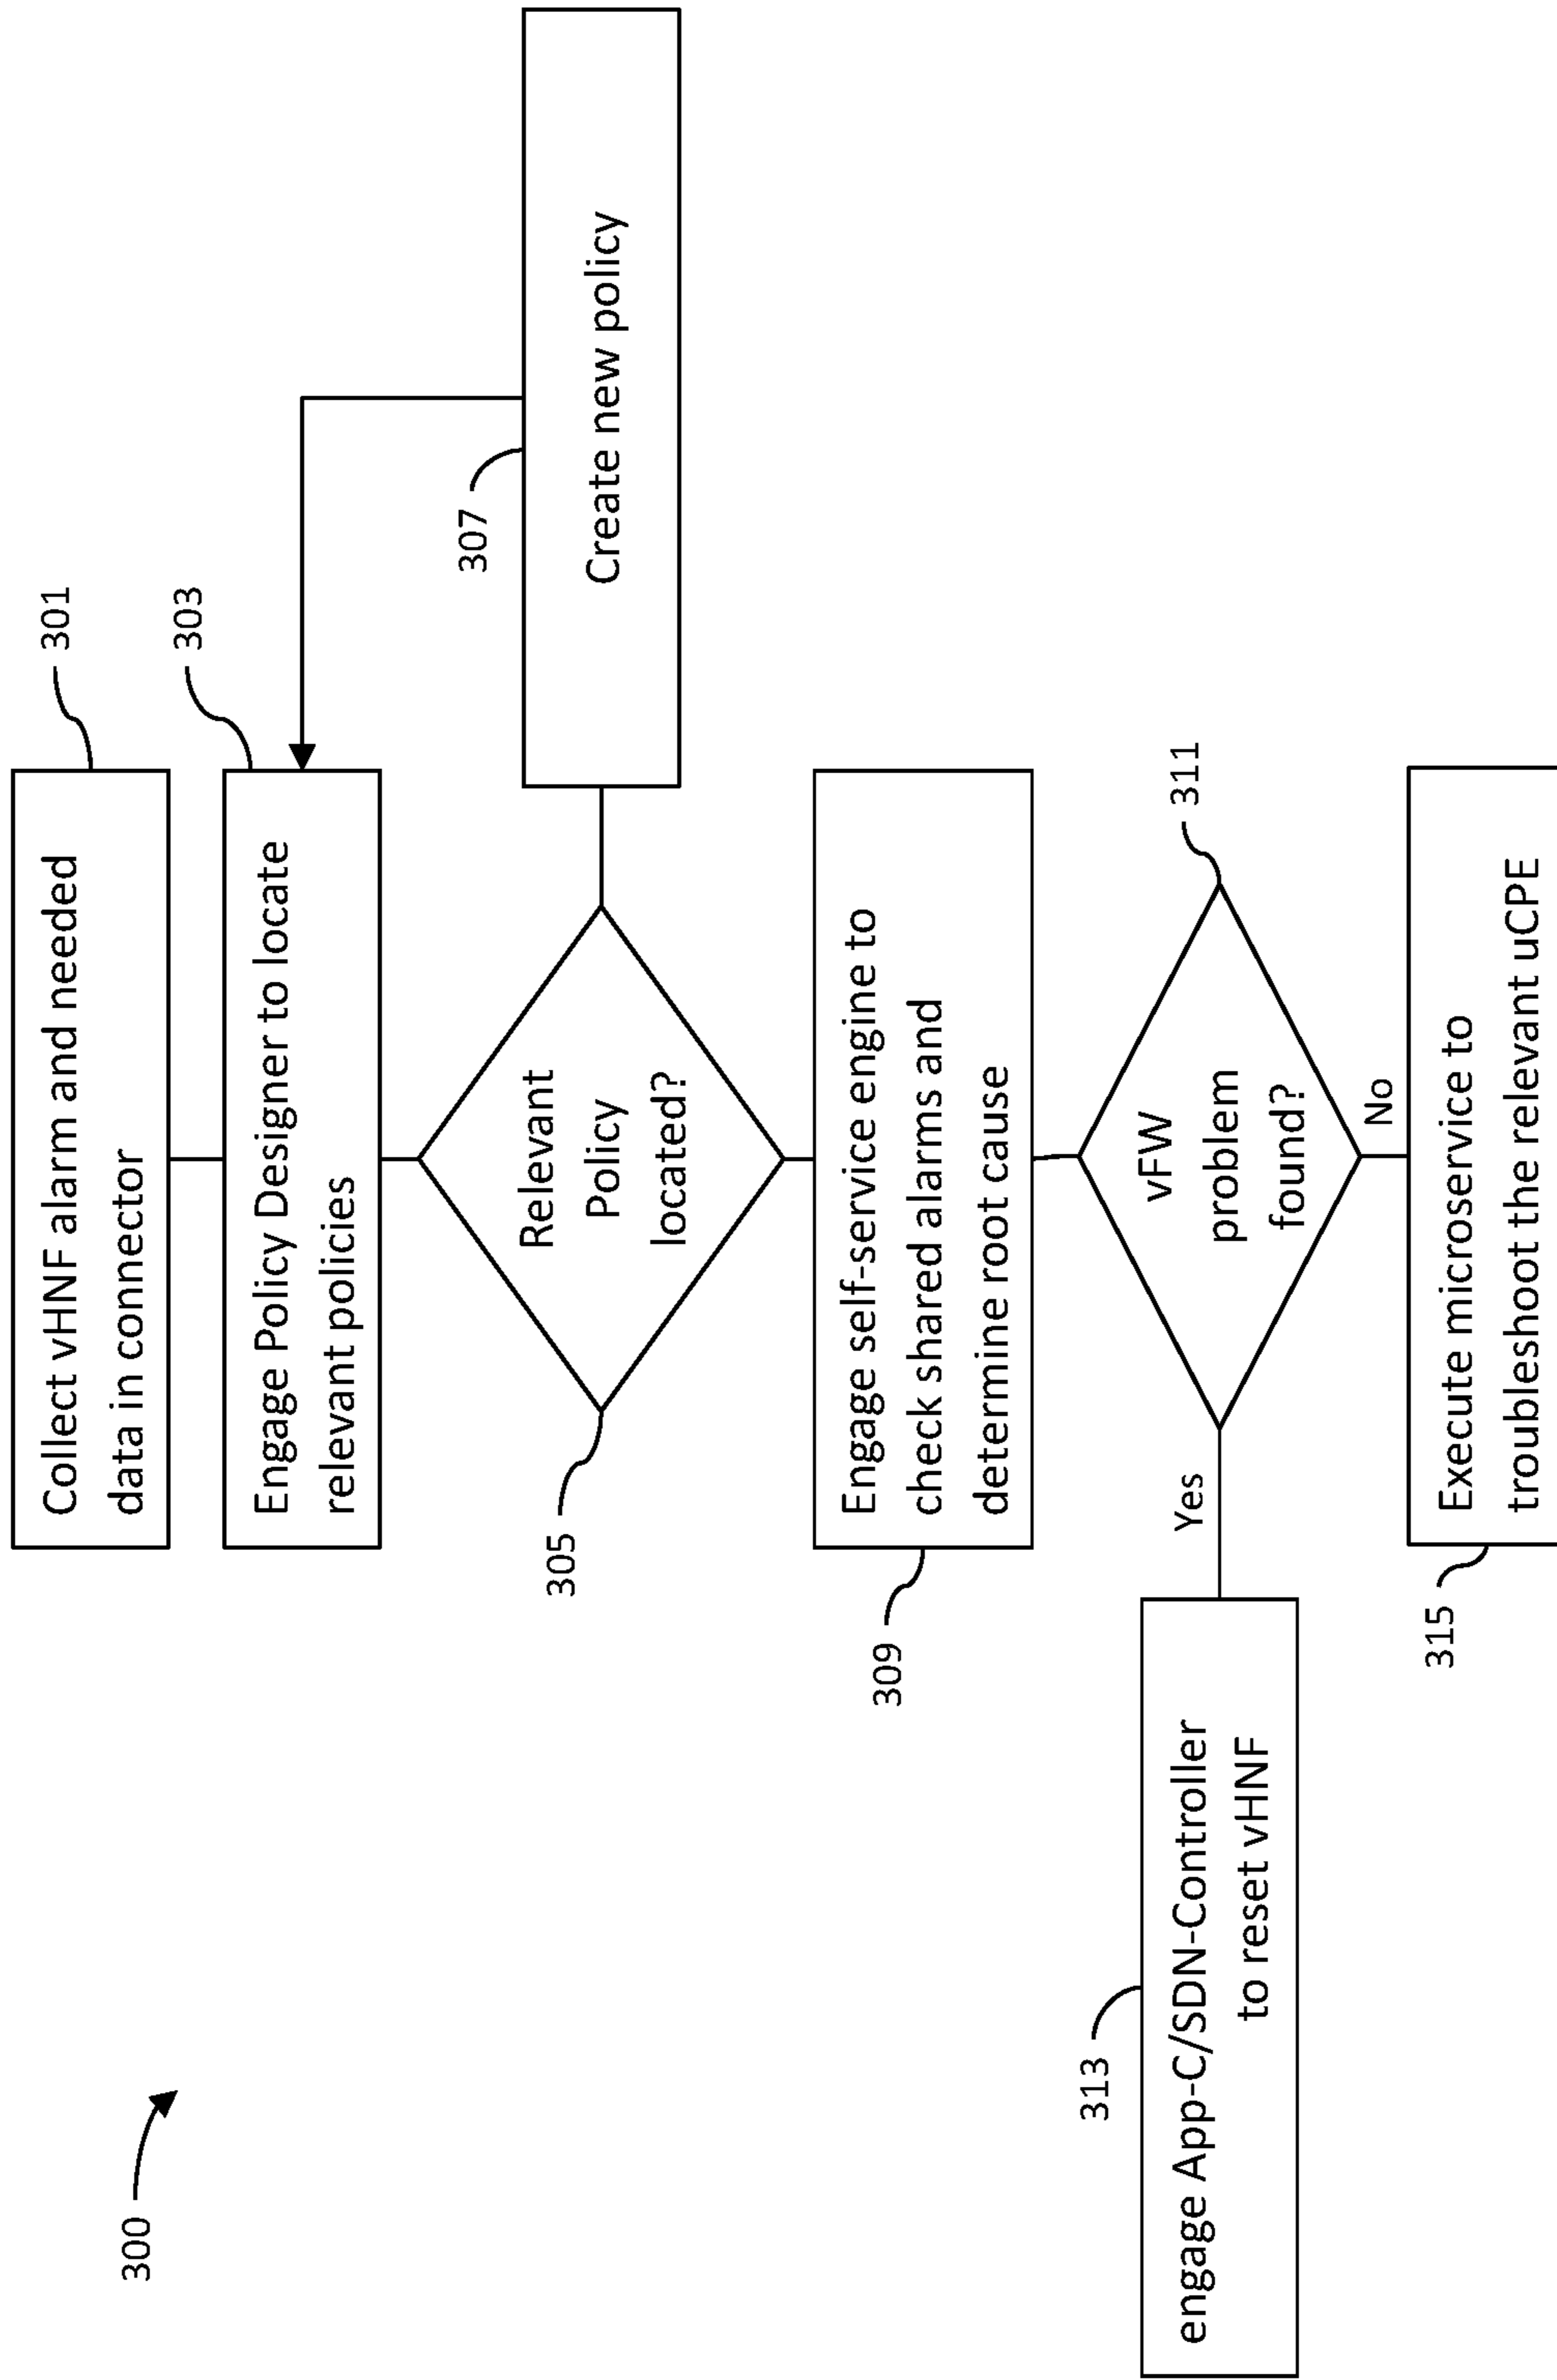 300
301
Collect vHNF alarm and needed
data in connector
303
Engage Policy Designer to locate
relevant policies
305
Relevant
Policy
located?
307
Create new policy
309
Engage self-service engine to
check shared alarms and
determine root cause
311
vFW
problem
found?
Yes
No
313
engage App-C/SDN-Controller
to reset vHNF
315
Execute microservice to
troubleshoot the relevant uCPE